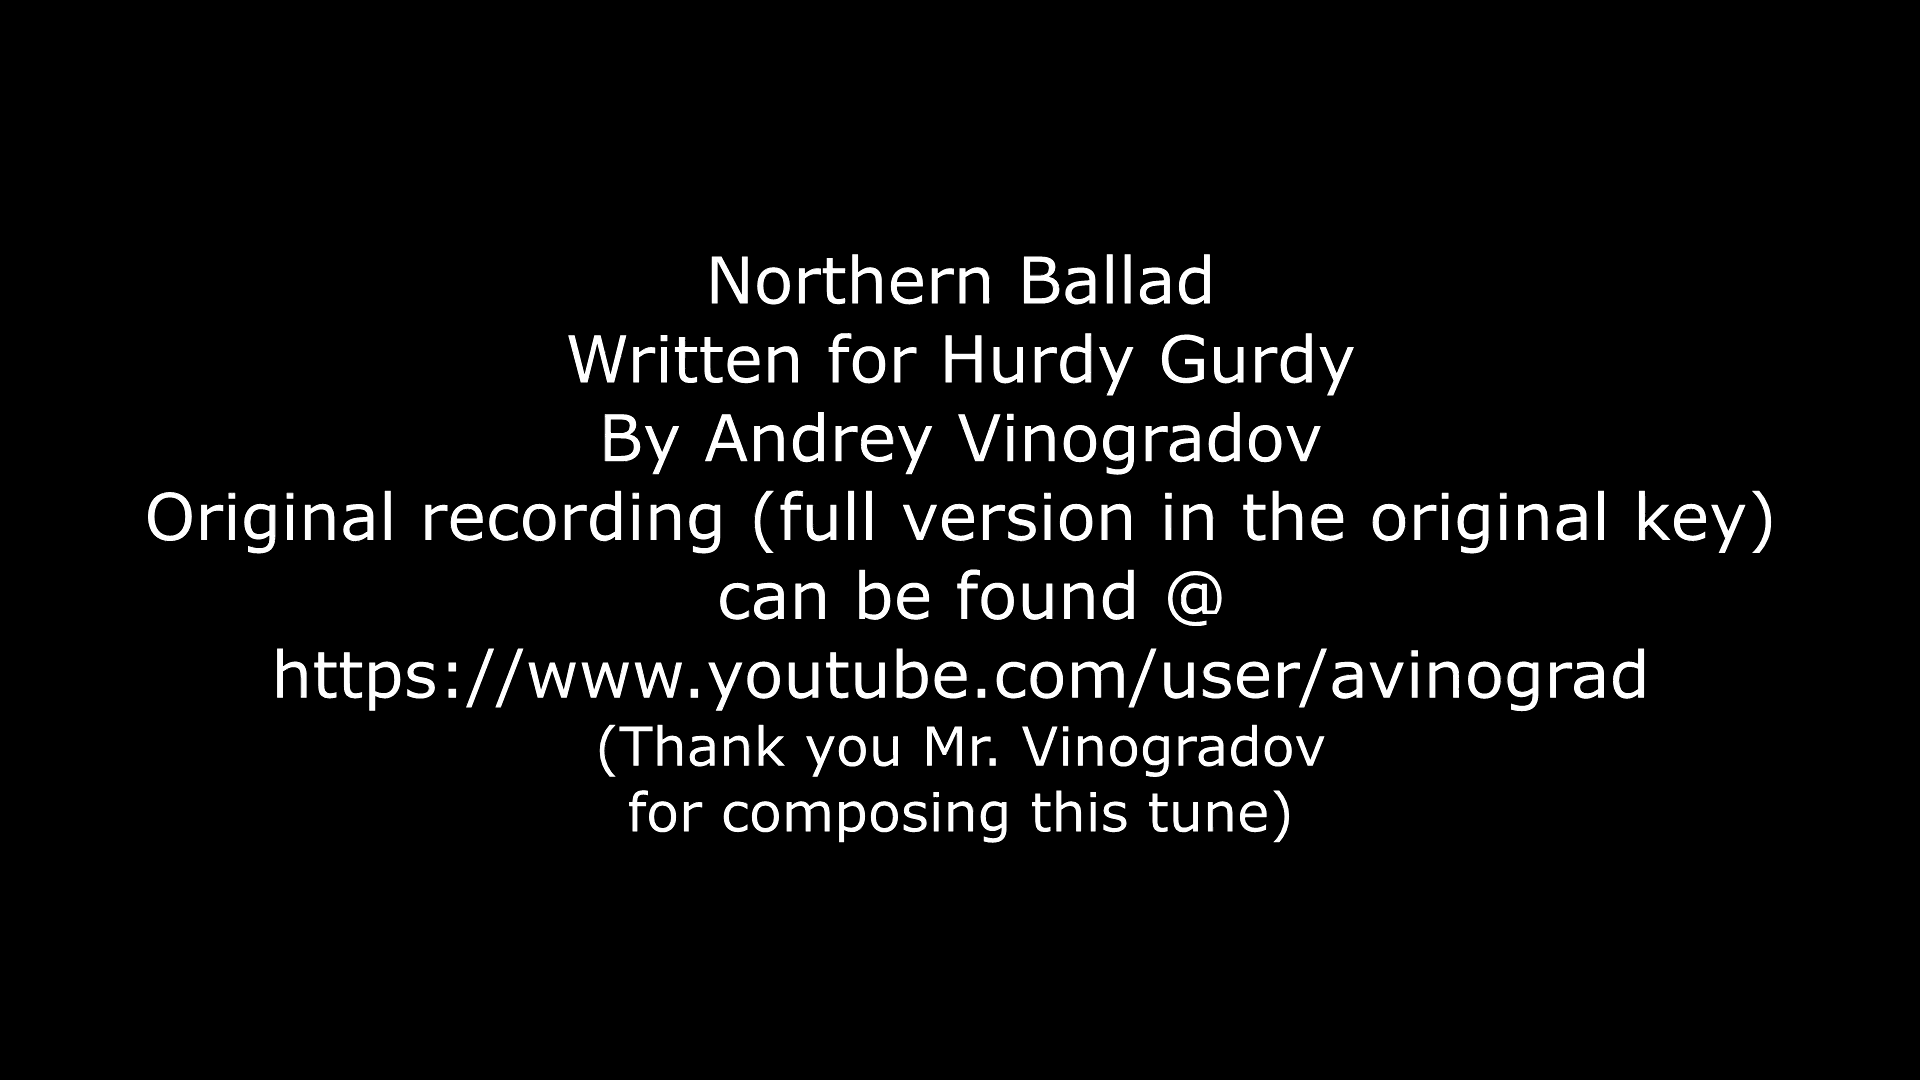 Northern Ballad
Written for Hurdy Gurdy
By Andrey Vinogradov
Original recording (full version in the original key)
can be found @
https://www.youtube.com/user/avinograd
(Thank you Mr. Vinogradov
for composing this tune)